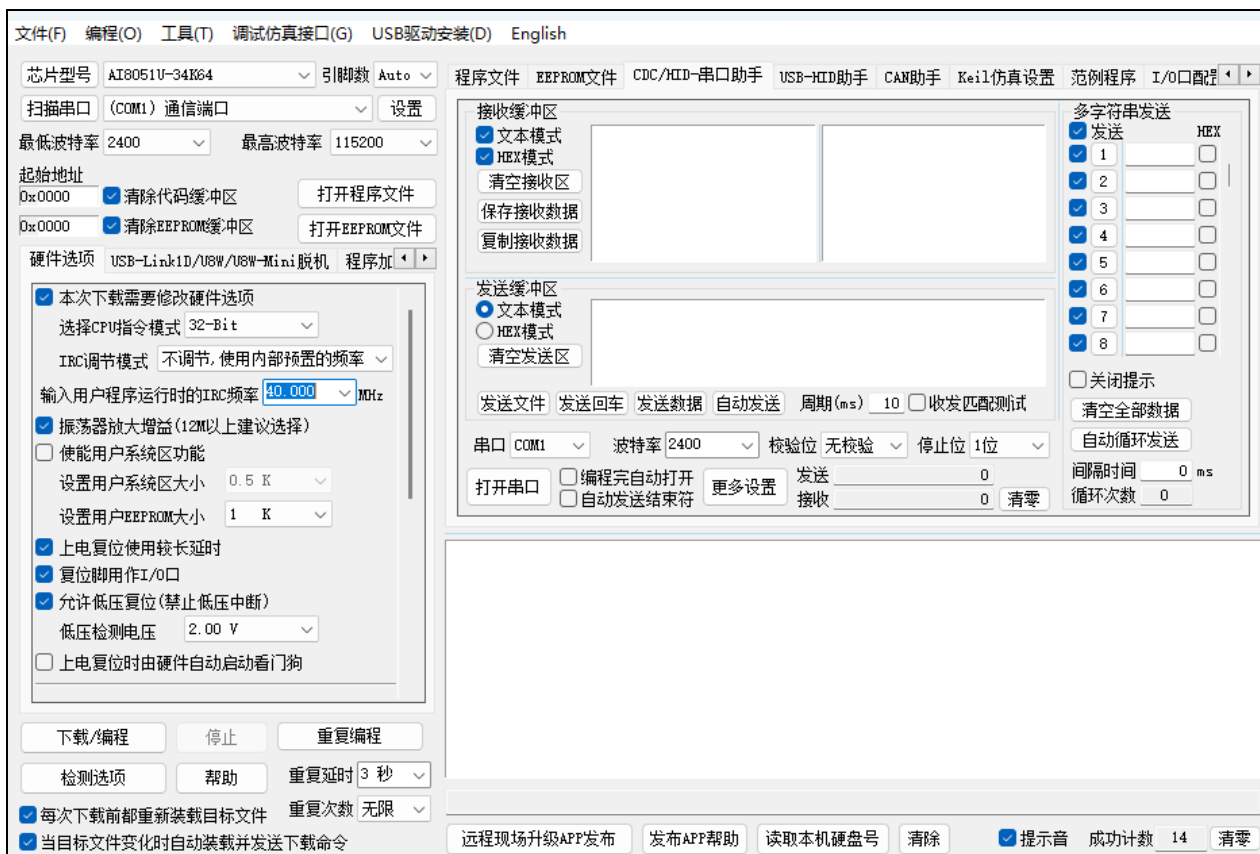 文件(F) 编程(O) 工具(T) 调试仿真接口(G) USB驱动安装(D) English
芯片型号 AI8051U-34K64 引脚数 Auto
扫描串口 (COM1) 通信端口 设置
最低波特率 2400 最高波特率 115200
起始地址
0x0000 清除代码缓冲区 打开程序文件
0x0000 清除EEPROM缓冲区 打开EEPROM文件
硬件选项 USB-Link1D/U8W/U8W-Mini脱机 程序加
本次下载需要修改硬件选项
选择CPU指令模式 32-Bit
IRC调节模式 不调节,使用内部预置的频率
输入用户程序运行时的IRC频率 40.000 MHz
振荡器放大增益(12M以上建议选择)
使能用户系统区功能
设置用户系统区大小 0.5 K
设置用户EEPROM大小 1 K
上电复位使用较长延时
复位脚用作I/O口
允许低压复位(禁止低压中断)
低压检测电压 2.00 V
上电复位时由硬件自动启动看门狗
下载/编程 停止 重复编程
检测选项 帮助 重复延时 3 秒
每次下载前都重新装载目标文件 重复次数 无限
当目标文件变化时自动装载并发送下载命令
程序文件 EEPROM文件 CDC/HID-串口助手 USB-HID助手 CAN助手 Keil仿真设置 范例程序 I/O口配
接收缓冲区
文本模式
HEX模式
清空接收区
保存接收数据
复制接收数据
发送缓冲区
文本模式
HEX模式
清空发送区
发送文件 发送回车 发送数据 自动发送 周期(ms) 10 收发匹配测试
串口 COM1 波特率 2400 校验位 无校验 停止位 1位
打开串口 编程完自动打开 更多设置 发送 0
自动发送结束符 接收 0 清零
多字符串发送
发送 HEX
1
2
3
4
5
6
7
8
关闭提示
清空全部数据
自动循环发送
间隔时间 0 ms
循环次数 0
远程现场升级APP发布 发布APP帮助 读取本机硬盘号 清除 提示音 成功计数 14 清零